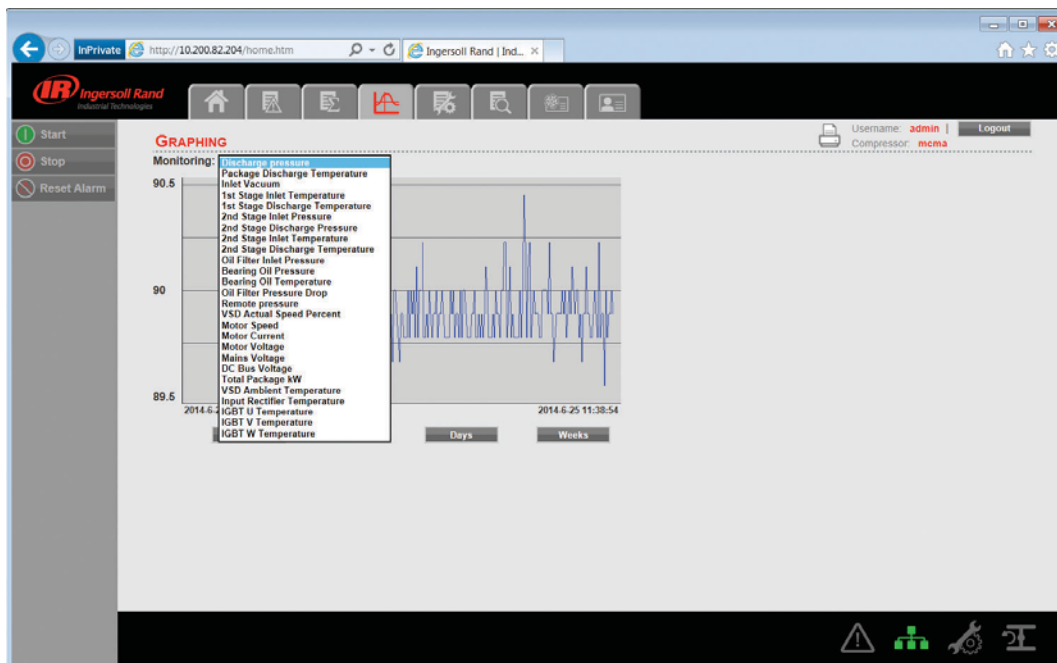 InPrivate http://10.200.82.204/home.htm Ingersoll Rand | Ind...
IR Ingersoll Rand
Industrial Technologies
Start
Stop
Reset Alarm
GRAPHING
Username: admin | Logout
Compressor: mcma
Monitoring: Discharge pressure
Package Discharge Temperature
Inlet Vacuum
1st Stage Inlet Temperature
1st Stage Discharge Temperature
2nd Stage Inlet Pressure
2nd Stage Discharge Pressure
2nd Stage Inlet Temperature
2nd Stage Discharge Temperature
Oil Filter Inlet Pressure
Bearing Oil Pressure
Bearing Oil Temperature
Oil Filter Pressure Drop
Remote pressure
VSD Actual Speed Percent
Motor Speed
Motor Current
Motor Voltage
Mains Voltage
DC Bus Voltage
Total Package kW
VSD Ambient Temperature
Input Rectifier Temperature
IGBT U Temperature
IGBT V Temperature
IGBT W Temperature
90.5
90
89.5
2014-6-2
2014-6-25 11:38:54
Days
Weeks